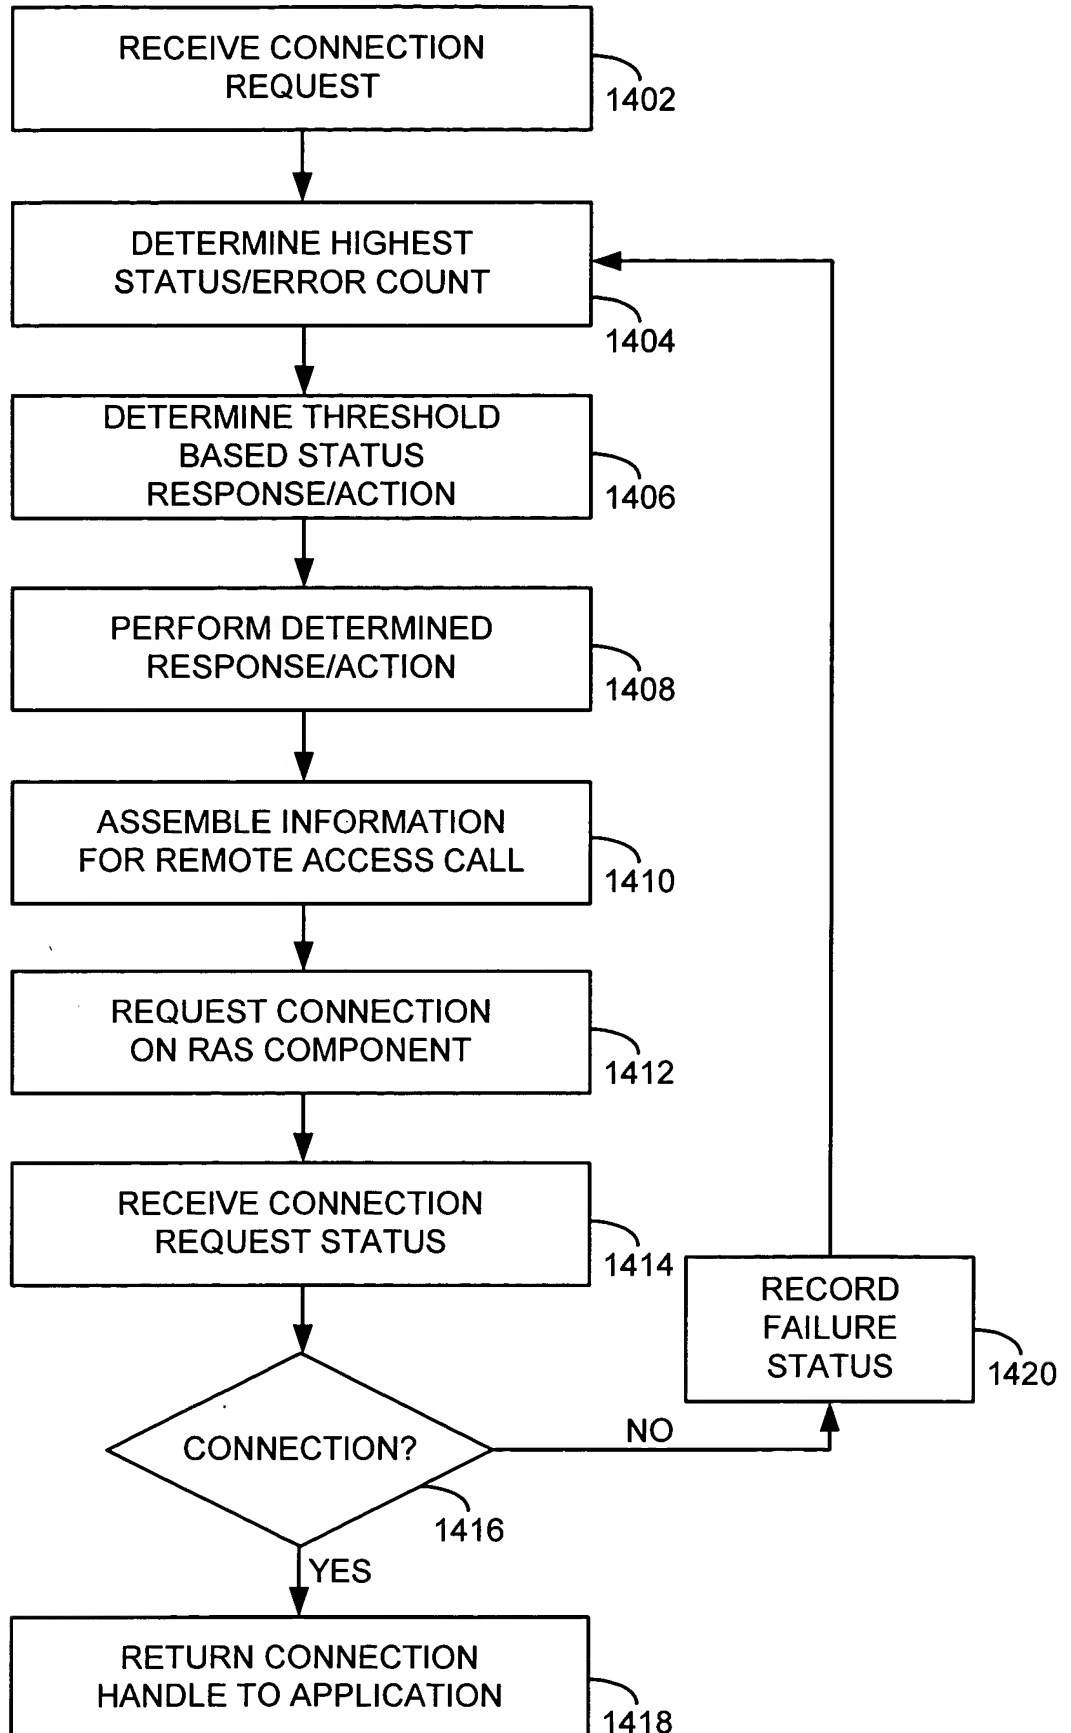 RECEIVE CONNECTION
REQUEST
1402
DETERMINE HIGHEST
STATUS/ERROR COUNT
1404
DETERMINE THRESHOLD
BASED STATUS
RESPONSE/ACTION
1406
PERFORM DETERMINED
RESPONSE/ACTION
1408
ASSEMBLE INFORMATION
FOR REMOTE ACCESS CALL
1410
REQUEST CONNECTION
ON RAS COMPONENT
1412
RECEIVE CONNECTION
REQUEST STATUS
1414
RECORD
FAILURE
STATUS
1420
NO
CONNECTION?
1416
YES
RETURN CONNECTION
HANDLE TO APPLICATION
1418